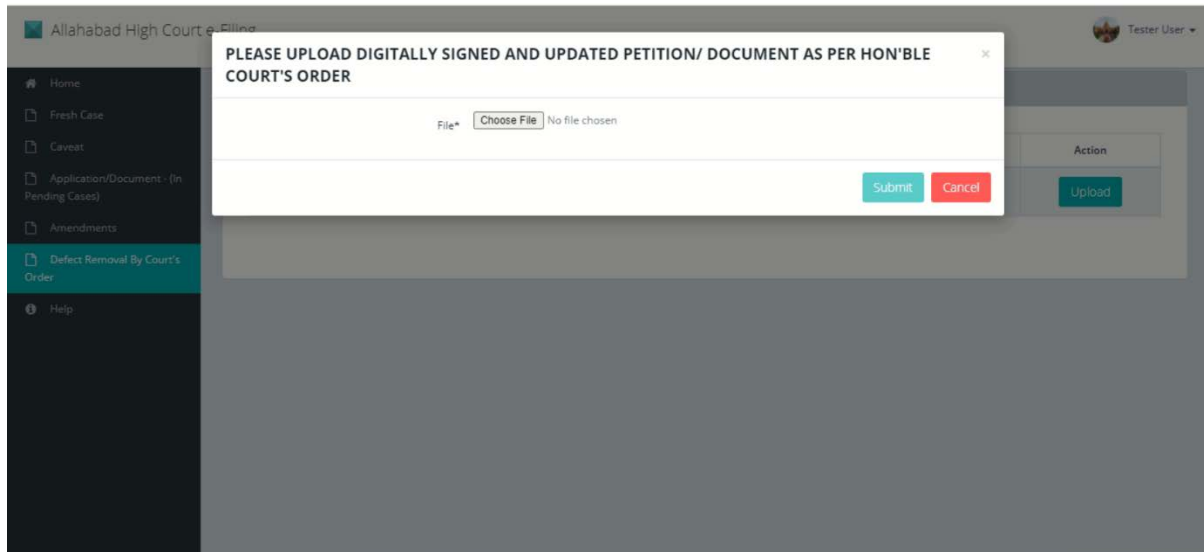 Allahabad High Court e-Filing
Tester User
PLEASE UPLOAD DIGITALLY SIGNED AND UPDATED PETITION/ DOCUMENT AS PER HON'BLE
COURT'S ORDER
×
File*
Choose File No file chosen
Submit
Cancel
Home
Fresh Case
Caveat
Application/Document - (In
Pending Cases)
Amendments
Defect Removal By Court's
Order
Help
Action
Upload